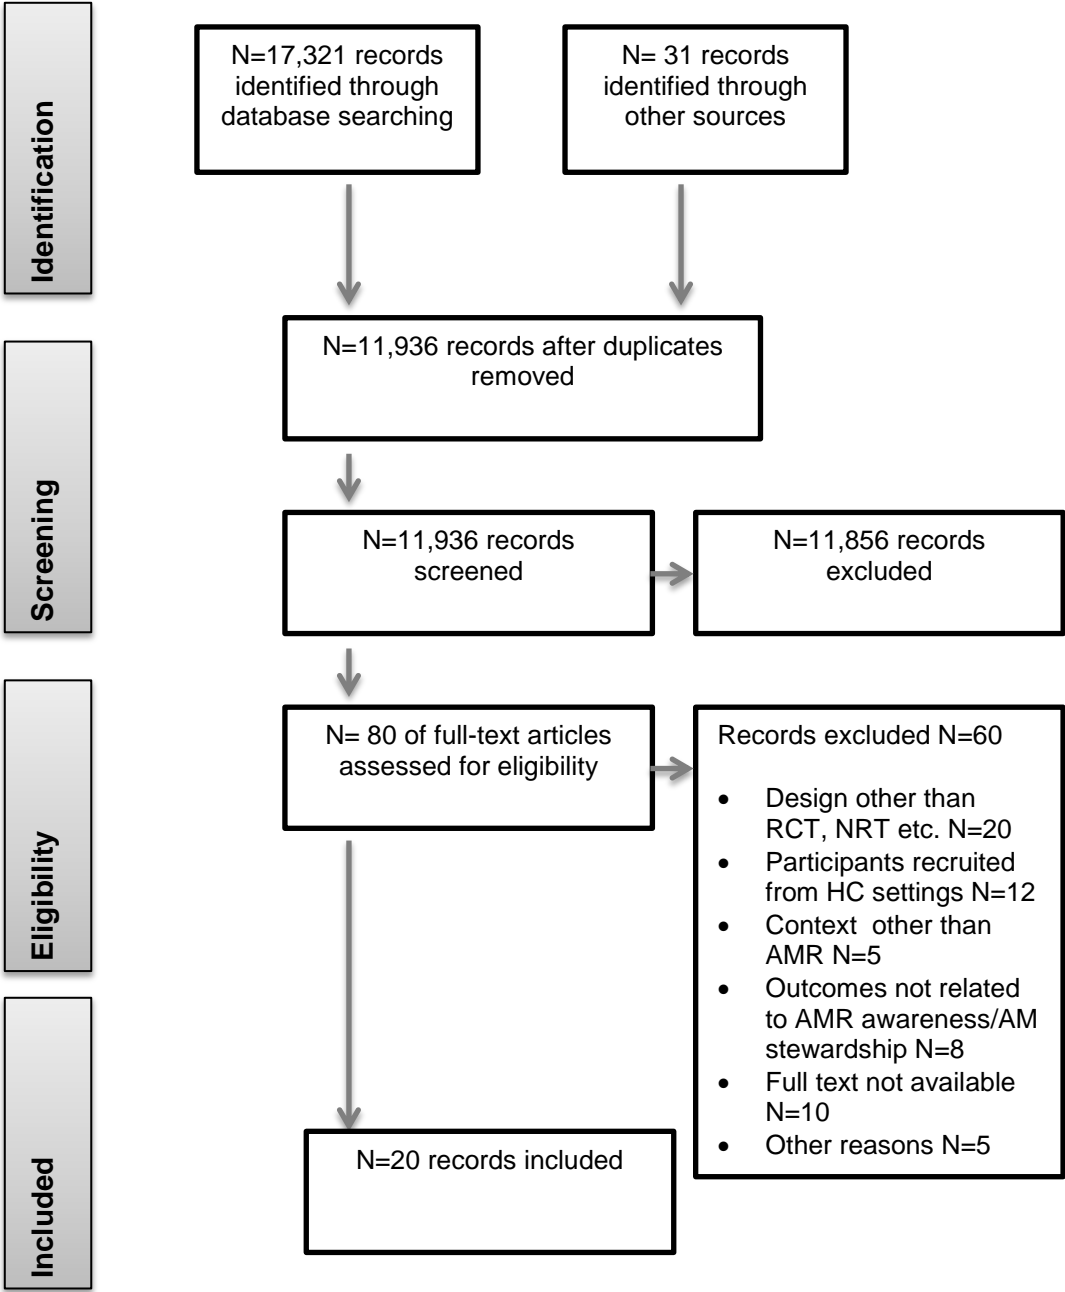 Identification
N=17,321 records
identified through
database searching
N= 31 records
identified through
other sources
N=11,936 records after duplicates
removed
Screening
N=11,936 records
screened
N=11,856 records
excluded
Eligibility
N= 80 of full-text articles
assessed for eligibility
Records excluded N=60
• Design other than
RCT, NRT etc. N=20
• Participants recruited
from HC settings N=12
• Context  other than
AMR N=5
• Outcomes not related
to AMR awareness/AM
stewardship N=8
• Full text not available
N=10
• Other reasons N=5
Included
N=20 records included